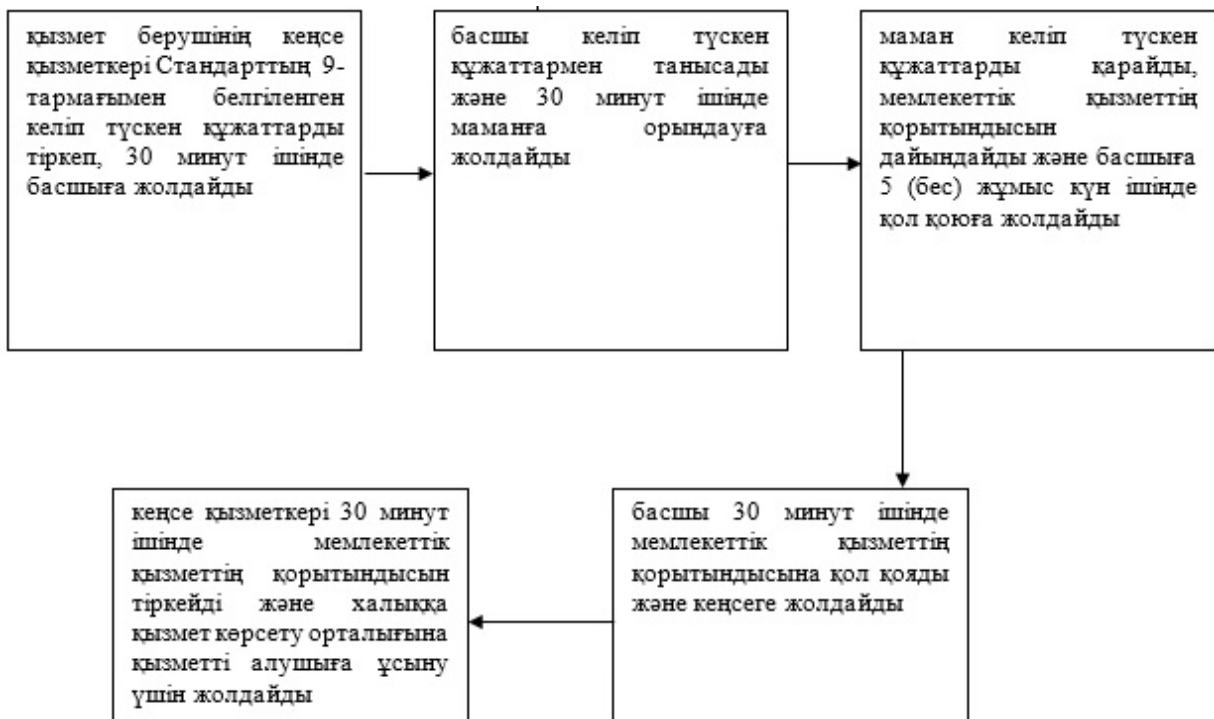 қызмет берушінің кеңсе
қызметкері Стандарттың 9-
тармағымен белгіленген
келіп түскен құжаттарды
тіркеп, 30 минут ішінде
басшыға жолдайды
басшы келіп түскен
құжаттармен танысады
және 30 минут ішінде
маманға орындауға
жолдайды
маман келіп түскен
құжаттарды қарайды,
мемлекеттік қызметтің
қорытындысын
дайындайды және басшыға
5 (бес) жұмыс күн ішінде
қол қоюға жолдайды
басшы 30 минут ішінде
мемлекеттік қызметтің
қорытындысына қол қояды
және кеңсеге жолдайды
кеңсе қызметкері 30 минут
ішінде мемлекеттік
қызметтің қорытындысын
тіркейді және халыққа
қызмет көрсету орталығына
қызметті алушыға ұсыну
үшін жолдайды